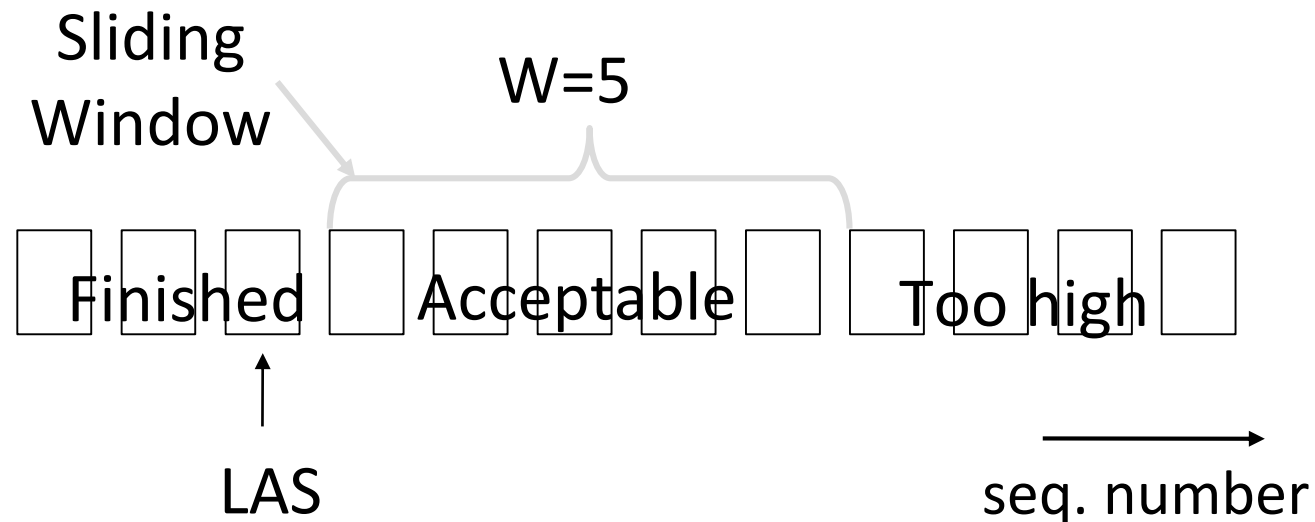 Sliding
Window
W=5
Finished
Acceptable
Too high
LAS
seq. number